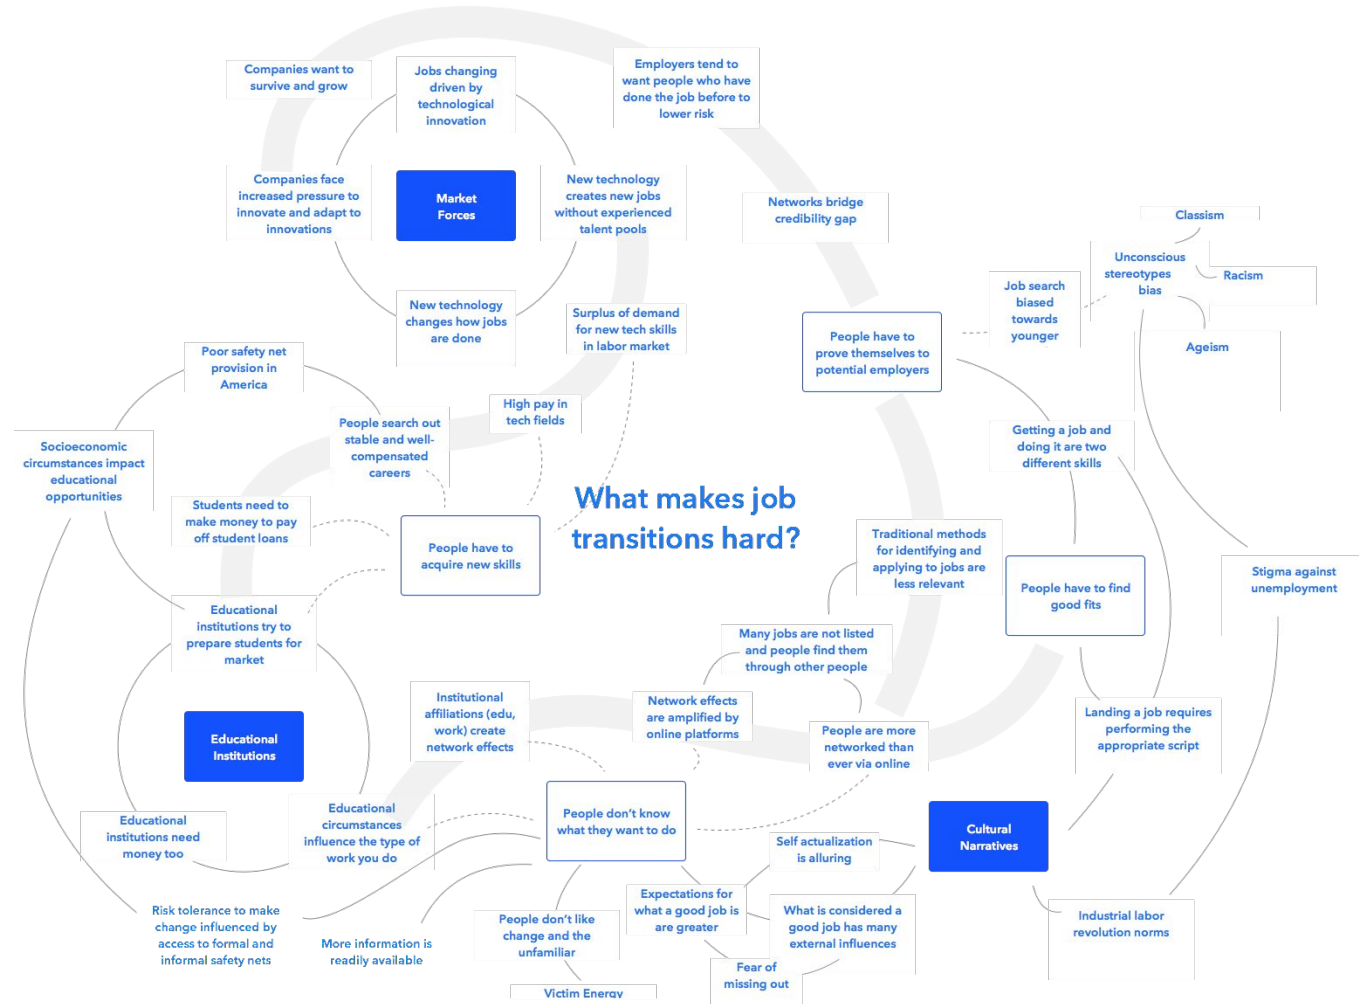 Companies want to
survive and grow
Jobs changing
driven by
technological
innovation
Employers tend to
want people who have
done the job before to
lower risk
Companies face
increased pressure to
innovate and adapt to
innovations
Market
Forces
New technology
creates new jobs
without experienced
talent pools
Networks bridge
credibility gap
Classism
Unconscious
stereotypes
bias
Racism
Ageism
Job search
biased
towards
younger
New technology
changes how jobs
are done
Surplus of demand
for new tech skills
in labor market
People have to
prove themselves to
potential employers
Poor safety net
provision in
America
People search out
stable and well-
compensated
careers
High pay in
tech fields
Getting a job and
doing it are two
different skills
Socioeconomic
circumstances impact
educational
opportunities
Students need to
make money to pay
off student loans
People have to
acquire new skills
What makes job
transitions hard?
Traditional methods
for identifying and
applying to jobs are
less relevant
People have to find
good fits
Stigma against
unemployment
Educational
institutions try to
prepare students for
market
Many jobs are not listed
and people find them
through other people
Institutional
affiliations (edu,
work) create
network effects
Network effects
are amplified by
online platforms
People are more
networked than
ever via online
Landing a job requires
performing the
appropriate script
Educational
Institutions
Educational
institutions need
money too
Educational
circumstances
influence the type of
work you do
People don't know
what they want to do
Self actualization
is alluring
Cultural
Narratives
Risk tolerance to make
change influenced by
access to formal and
informal safety nets
More information is
readily available
People don't like
change and the
unfamiliar
Expectations for
what a good job is
are greater
What is considered a
good job has many
external influences
Industrial labor
revolution norms
Fear of
missing out
Victim Energy